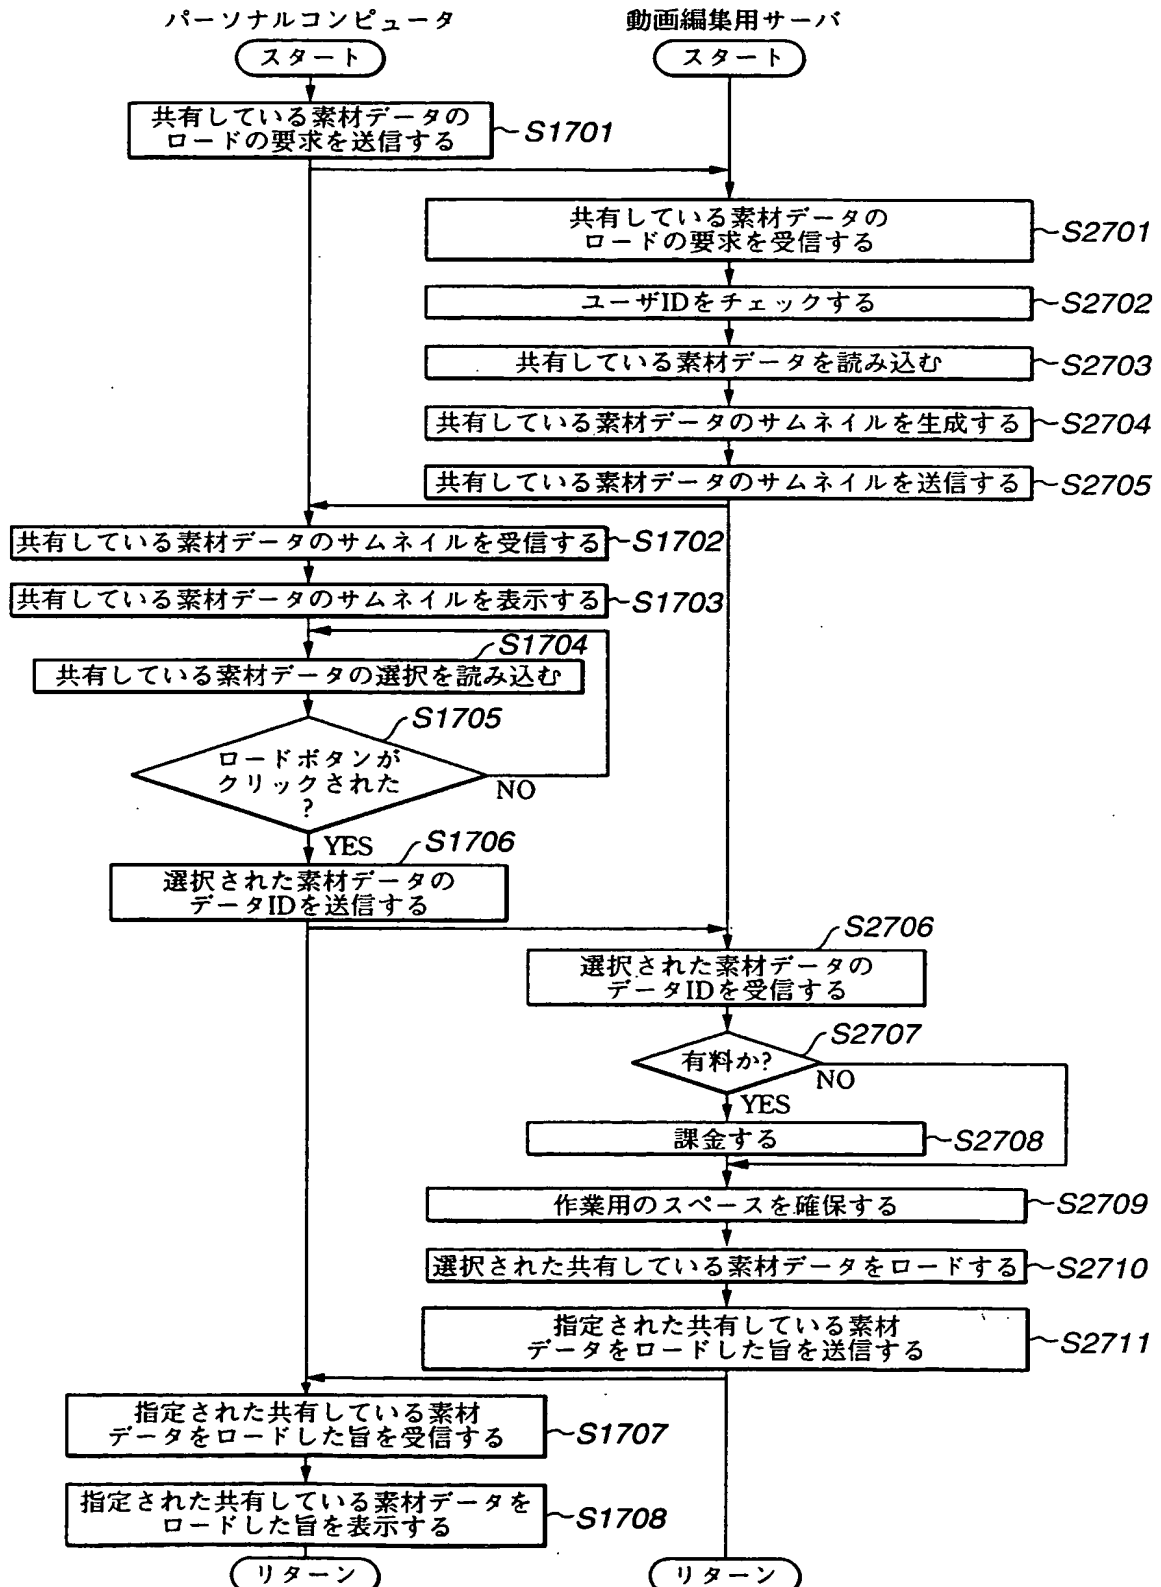 パーソナルコンピュータ
動画編集用サーバ
スタート
スタート
共有している素材データの
ロードの要求を送信する
S1701
共有している素材データの
ロードの要求を受信する
S2701
ユーザIDをチェックする
S2702
共有している素材データを読み込む
S2703
共有している素材データのサムネイルを生成する
S2704
共有している素材データのサムネイルを送信する
S2705
共有している素材データのサムネイルを受信する
S1702
共有している素材データのサムネイルを表示する
S1703
S1704
共有している素材データの選択を読み込む
S1705
ロードボタンが
クリックされた
?
NO
YES
S1706
選択された素材データの
データIDを送信する
S2706
選択された素材データの
データIDを受信する
S2707
有料か?
NO
YES
課金する
S2708
作業用のスペースを確保する
S2709
選択された共有している素材データをロードする
S2710
指定された共有している素材
データをロードした旨を送信する
S2711
指定された共有している素材
データをロードした旨を受信する
S1707
指定された共有している素材データを
ロードした旨を表示する
S1708
リターン
リターン